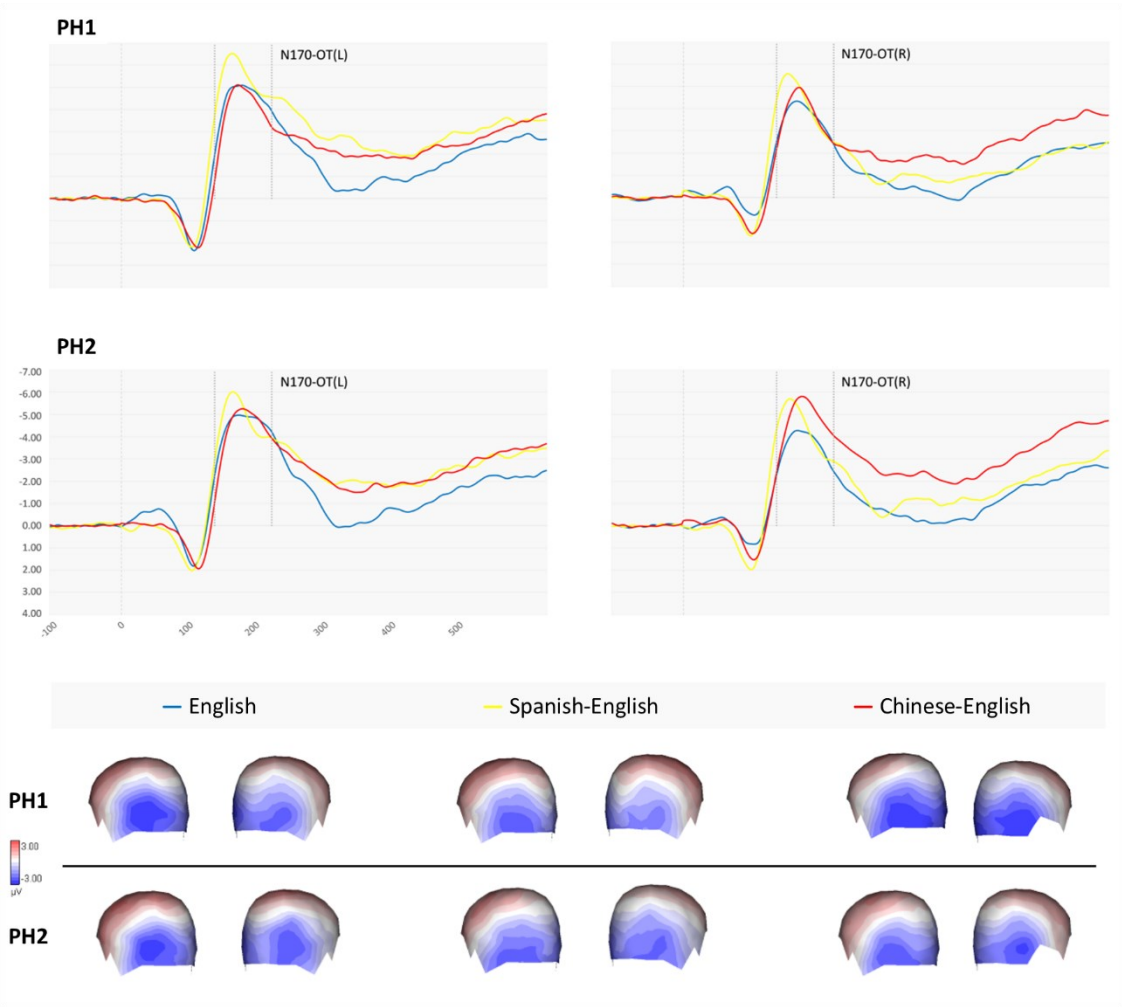 PH1
N170-OT(L)
N170-OT(R)
PH2
-7.00
-6.00
-5.00
-4.00
-3.00
-2.00
-1.00
0.00
1.00
2.00
3.00
4.00
N170-OT(L)
N170-OT(R)
-100
0
100
200
300
400
500
English
Spanish-English
Chinese-English
PH1
3.00
-3.00
µV
PH2